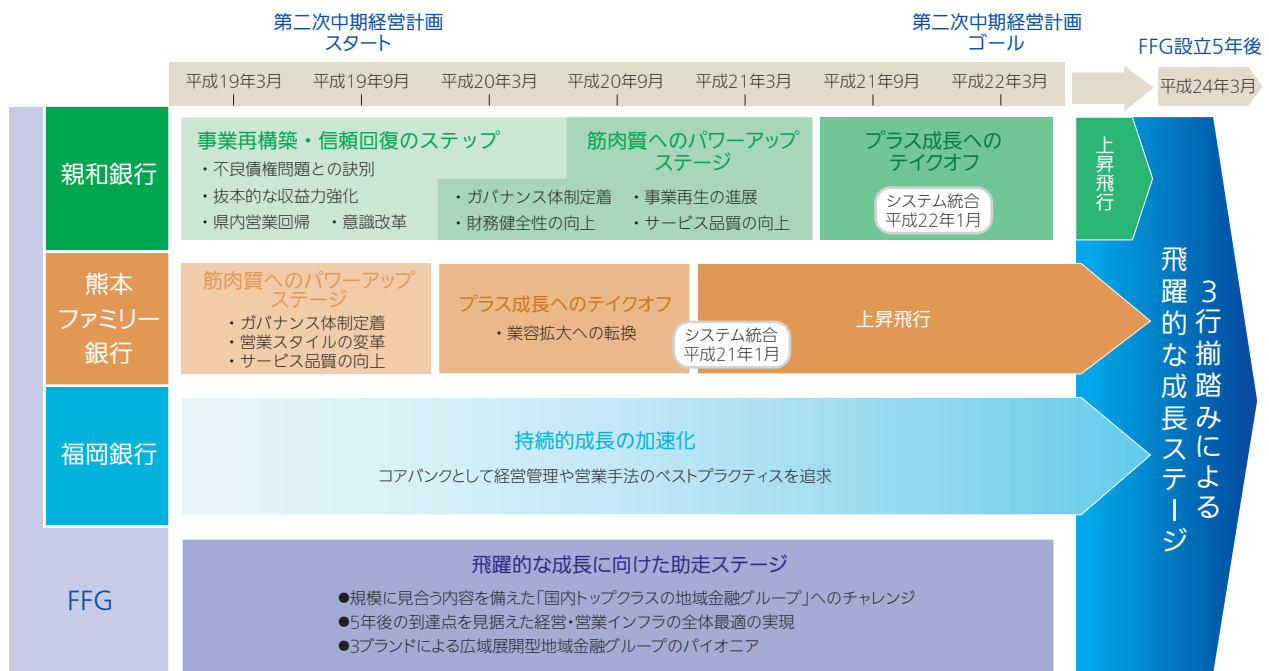 第二次中期経営計画
スタート
第二次中期経営計画
ゴール
FFG設立5年後
平成19年3月
平成19年9月
平成20年3月
平成20年9月
平成21年3月
平成21年9月
平成22年3月
平成24年3月
親和銀行
事業再構築・信頼回復のステップ
・不良債権問題との訣別
・抜本的な収益力強化
・県内営業回帰 ・意識改革
筋肉質へのパワーアップ
ステージ
・ガバナンス体制定着 ・事業再生の進展
・財務健全性の向上 ・サービス品質の向上
プラス成長への
テイクオフ
システム統合
平成22年1月
上昇飛行
熊本
ファミリー
銀行
筋肉質へのパワーアップ
ステージ
・ガバナンス体制定着
・営業スタイルの変革
・サービス品質の向上
プラス成長へのテイクオフ
・業容拡大への転換
システム統合
平成21年1月
上昇飛行
福岡銀行
持続的成長の加速化
コアバンクとして経営管理や営業手法のベストプラクティスを追求
FFG
飛躍的な成長に向けた助走ステージ
●規模に見合う内容を備えた「国内トップクラスの地域金融グループ」へのチャレンジ
●5年後の到達点を見据えた経営・営業インフラの全体最適の実現
●3ブランドによる広域展開型地域金融グループのパイオニア
3行揃踏みによる
飛躍的な成長ステージ